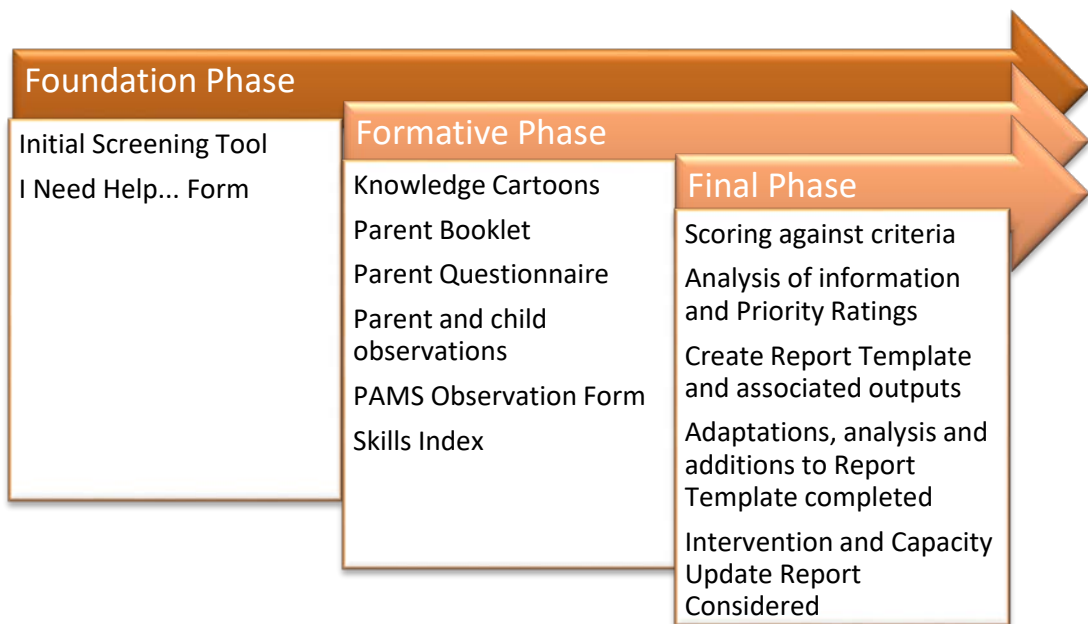 Foundation Phase
Initial Screening Tool
I Need Help... Form
Formative Phase
Knowledge Cartoons
Parent Booklet
Parent Questionnaire
Parent and child
observations
PAMS Observation Form
Skills Index
Final Phase
Scoring against criteria
Analysis of information
and Priority Ratings
Create Report Template
and associated outputs
Adaptations, analysis and
additions to Report
Template completed
Intervention and Capacity
Update Report
Considered